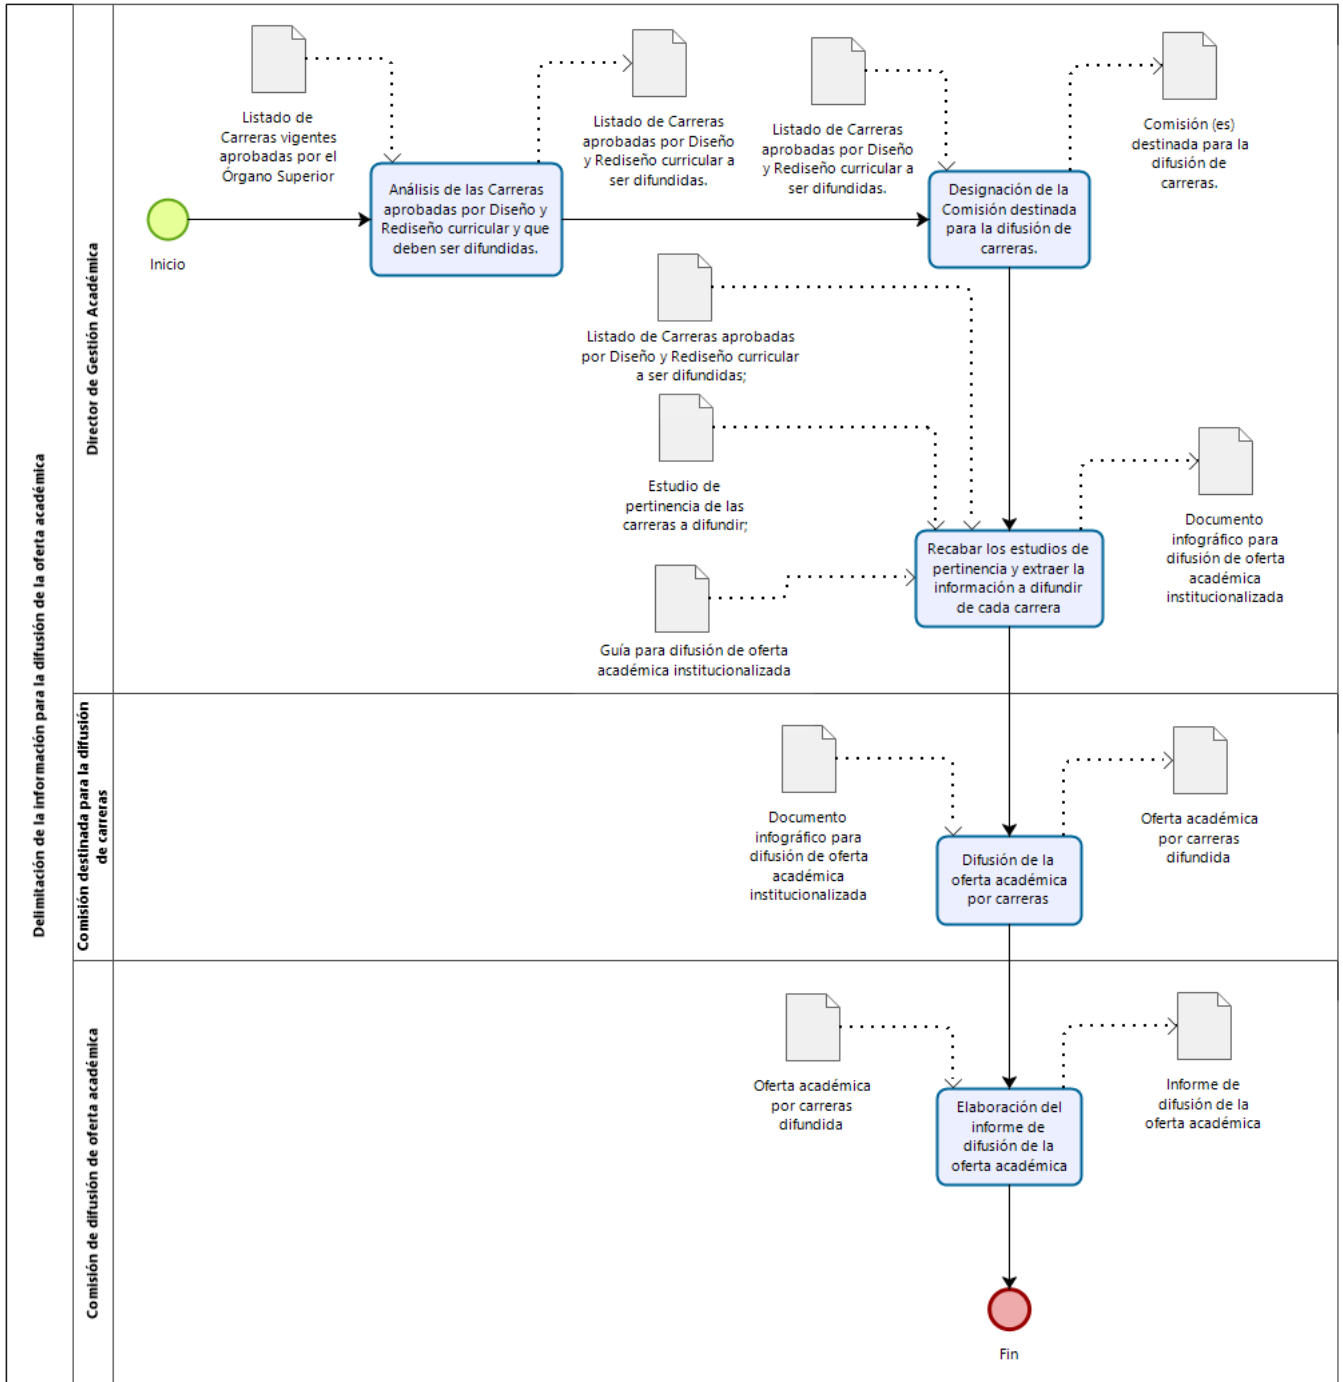 Delimitación de la información para la difusión de la oferta académica
Director de Gestión Académica
Listado de
Carreras vigentes
aprobadas por el
Órgano Superior
Listado de Carreras
aprobadas por Diseño
y Rediseño curricular a
ser difundidas.
Listado de Carreras
aprobadas por Diseño
y Rediseño curricular a
ser difundidas.
Comisión (es)
destinada para la
difusión de
carreras.
Inicio
Análisis de las Carreras
aprobadas por Diseño y
Rediseño curricular y que
deben ser difundidas.
Designación de la
Comisión destinada
para la difusión de
carreras.
Listado de Carreras aprobadas
por Diseño y Rediseño curricular
a ser difundidas;
Estudio de
pertinencia de las
carreras a difundir;
Guía para difusión de oferta
académica institucionalizada
Recabar los estudios de
pertinencia y extraer la
información a difundir
de cada carrera
Documento
infográfico para
difusión de oferta
académica
institucionalizada
Comisión destinada para la difusión
de carreras
Documento
infográfico para
difusión de oferta
académica
institucionalizada
Difusión de la
oferta académica
por carreras
Oferta académica
por carreras
difundida
Comisión de difusión de oferta académica
Oferta académica
por carreras
difundida
Elaboración del
informe de
difusión de la
oferta académica
Informe de
difusión de la
oferta académica
Fin